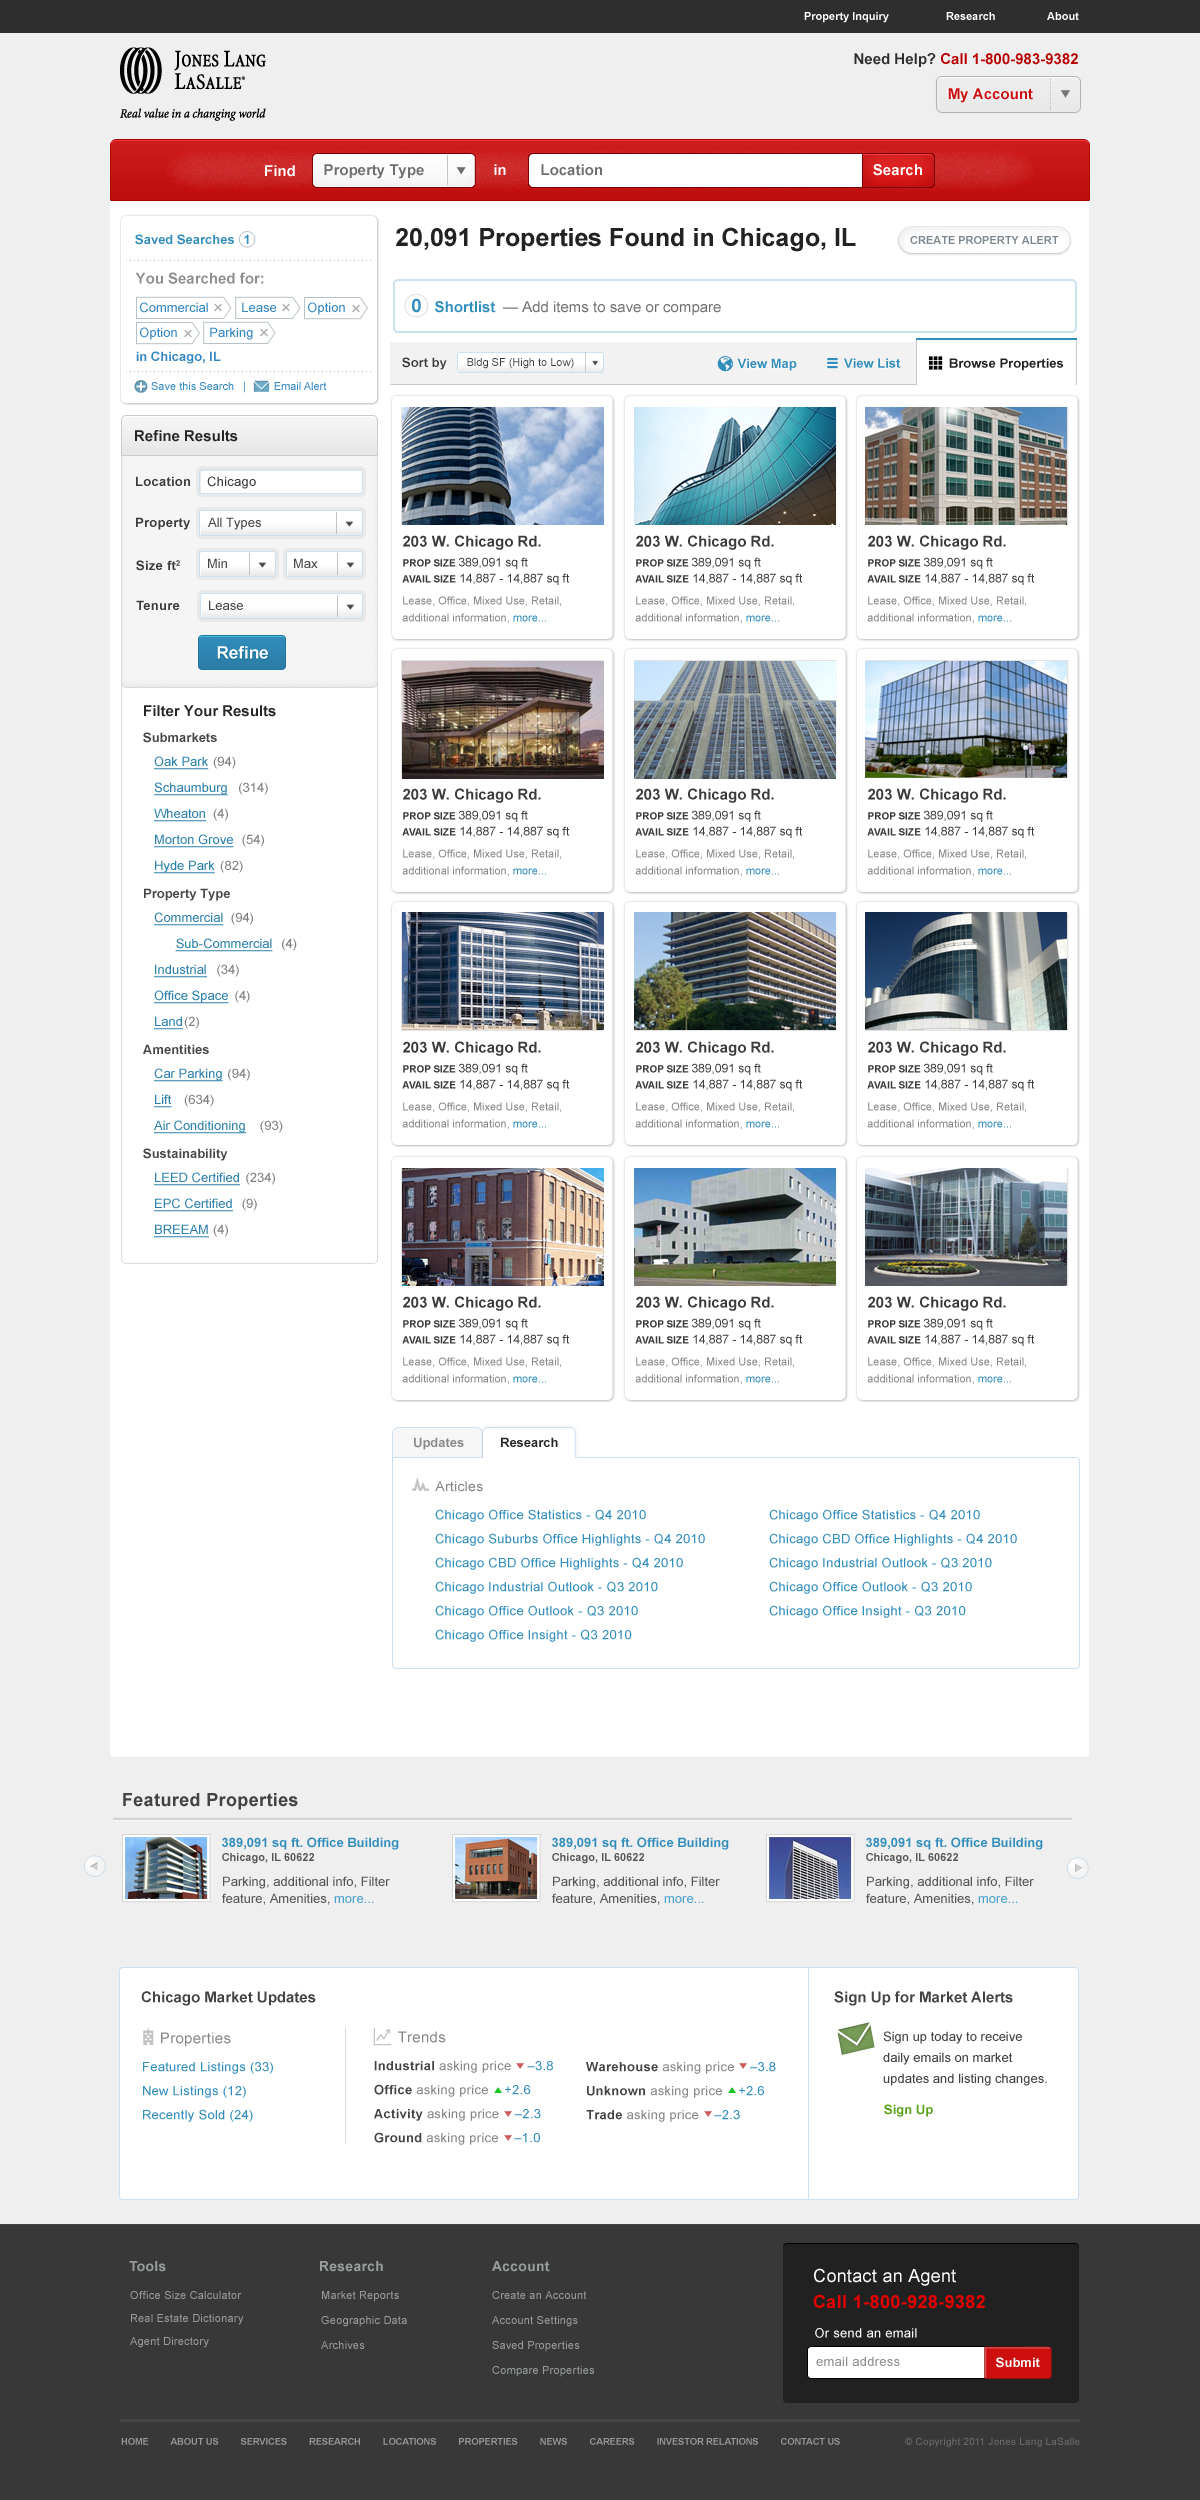 Property Inquiry Research About
JONES LANG
LASALLE®
Real value in a changing world
Need Help? Call 1-800-983-9382
My Account
Find Property Type in Location Search
Saved Searches 1
You Searched for:
Commercial ✕ Lease ✕ Option ✕
Option ✕ Parking ✕
in Chicago, IL
Save this Search | Email Alert
Refine Results
Location Chicago
Property All Types
Size ft² Min Max
Tenure Lease
Refine
Filter Your Results
Submarkets
Oak Park (94)
Schaumburg (314)
Wheaton (4)
Morton Grove (54)
Hyde Park (82)
Property Type
Commercial (94)
Sub-Commercial (4)
Industrial (34)
Office Space (4)
Land (2)
Amentities
Car Parking (94)
Lift (634)
Air Conditioning (93)
Sustainability
LEED Certified (234)
EPC Certified (9)
BREEAM (4)
20,091 Properties Found in Chicago, IL
CREATE PROPERTY ALERT
0 Shortlist — Add items to save or compare
Sort by Bldg SF (High to Low) View Map View List Browse Properties
203 W. Chicago Rd.
PROP SIZE 389,091 sq ft
AVAIL SIZE 14,887 - 14,887 sq ft
Lease, Office, Mixed Use, Retail,
additional information, more...
203 W. Chicago Rd.
PROP SIZE 389,091 sq ft
AVAIL SIZE 14,887 - 14,887 sq ft
Lease, Office, Mixed Use, Retail,
additional information, more...
203 W. Chicago Rd.
PROP SIZE 389,091 sq ft
AVAIL SIZE 14,887 - 14,887 sq ft
Lease, Office, Mixed Use, Retail,
additional information, more...
203 W. Chicago Rd.
PROP SIZE 389,091 sq ft
AVAIL SIZE 14,887 - 14,887 sq ft
Lease, Office, Mixed Use, Retail,
additional information, more...
203 W. Chicago Rd.
PROP SIZE 389,091 sq ft
AVAIL SIZE 14,887 - 14,887 sq ft
Lease, Office, Mixed Use, Retail,
additional information, more...
203 W. Chicago Rd.
PROP SIZE 389,091 sq ft
AVAIL SIZE 14,887 - 14,887 sq ft
Lease, Office, Mixed Use, Retail,
additional information, more...
203 W. Chicago Rd.
PROP SIZE 389,091 sq ft
AVAIL SIZE 14,887 - 14,887 sq ft
Lease, Office, Mixed Use, Retail,
additional information, more...
203 W. Chicago Rd.
PROP SIZE 389,091 sq ft
AVAIL SIZE 14,887 - 14,887 sq ft
Lease, Office, Mixed Use, Retail,
additional information, more...
203 W. Chicago Rd.
PROP SIZE 389,091 sq ft
AVAIL SIZE 14,887 - 14,887 sq ft
Lease, Office, Mixed Use, Retail,
additional information, more...
203 W. Chicago Rd.
PROP SIZE 389,091 sq ft
AVAIL SIZE 14,887 - 14,887 sq ft
Lease, Office, Mixed Use, Retail,
additional information, more...
203 W. Chicago Rd.
PROP SIZE 389,091 sq ft
AVAIL SIZE 14,887 - 14,887 sq ft
Lease, Office, Mixed Use, Retail,
additional information, more...
203 W. Chicago Rd.
PROP SIZE 389,091 sq ft
AVAIL SIZE 14,887 - 14,887 sq ft
Lease, Office, Mixed Use, Retail,
additional information, more...
Updates Research
Articles
Chicago Office Statistics - Q4 2010
Chicago Suburbs Office Highlights - Q4 2010
Chicago CBD Office Highlights - Q4 2010
Chicago Industrial Outlook - Q3 2010
Chicago Office Outlook - Q3 2010
Chicago Office Insight - Q3 2010
Chicago Office Statistics - Q4 2010
Chicago CBD Office Highlights - Q4 2010
Chicago Industrial Outlook - Q3 2010
Chicago Office Outlook - Q3 2010
Chicago Office Insight - Q3 2010
Featured Properties
389,091 sq ft. Office Building
Chicago, IL 60622
Parking, additional info, Filter
feature, Amenities, more...
389,091 sq ft. Office Building
Chicago, IL 60622
Parking, additional info, Filter
feature, Amenities, more...
389,091 sq ft. Office Building
Chicago, IL 60622
Parking, additional info, Filter
feature, Amenities, more...
Chicago Market Updates
Properties
Featured Listings (33)
New Listings (12)
Recently Sold (24)
Trends
Industrial asking price ▼–3.8
Office asking price ▲+2.6
Activity asking price ▼–2.3
Ground asking price ▼–1.0
Warehouse asking price ▼–3.8
Unknown asking price ▲+2.6
Trade asking price ▼–2.3
Sign Up for Market Alerts
Sign up today to receive
daily emails on market
updates and listing changes.
Sign Up
Tools
Office Size Calculator
Real Estate Dictionary
Agent Directory
Research
Market Reports
Geographic Data
Archives
Account
Create an Account
Account Settings
Saved Properties
Compare Properties
Contact an Agent
Call 1-800-928-9382
Or send an email
email address Submit
HOME ABOUT US SERVICES RESEARCH LOCATIONS PROPERTIES NEWS CAREERS INVESTOR RELATIONS CONTACT US
© Copyright 2011 Jones Lang LaSalle